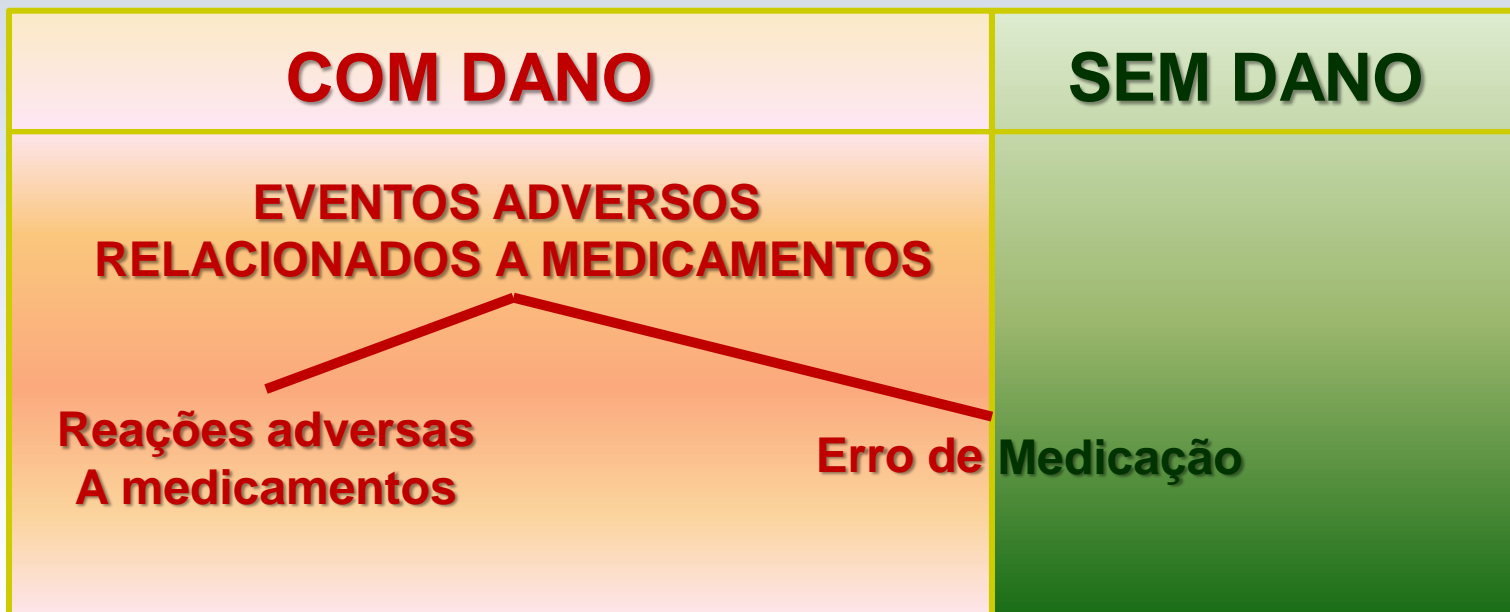 COM DANO
SEM DANO
EVENTOS ADVERSOS
RELACIONADOS A MEDICAMENTOS
Reações adversas
A medicamentos
Erro de Medicação